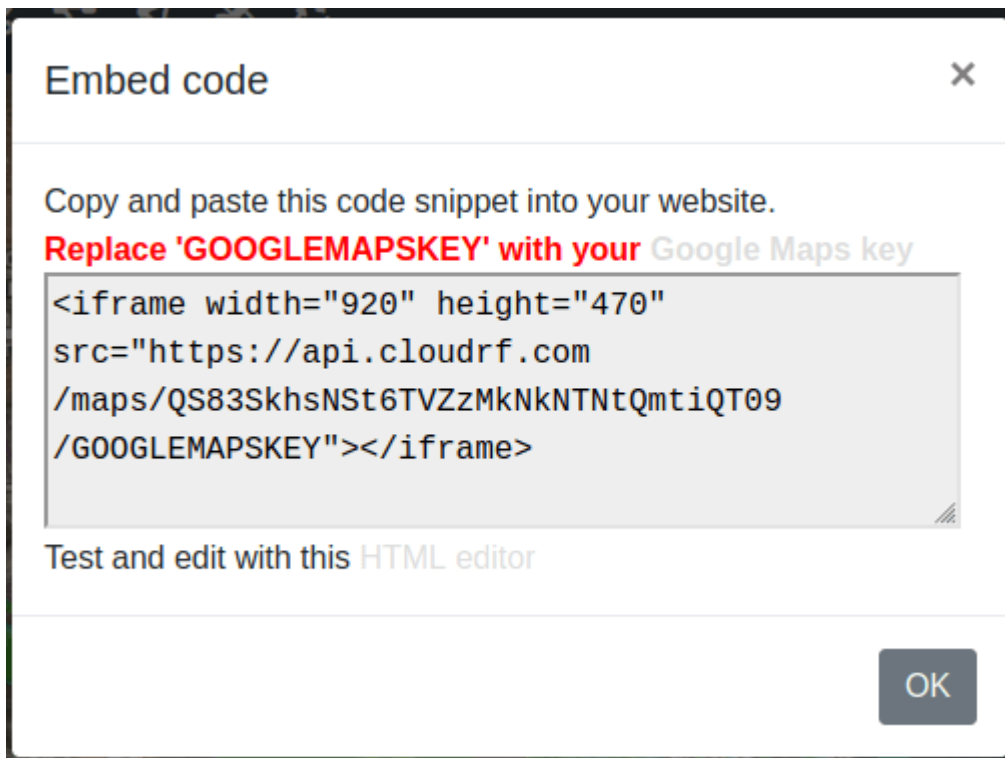 Embed code ×
Copy and paste this code snippet into your website.
Replace 'GOOGLEMAPSKEY' with your Google Maps key
<iframe width="920" height="470"
src="https://api.cloudrf.com
/maps/QS83SkhsNSt6TVZzMkNkNTNtQmtiQT09
/GOOGLEMAPSKEY"></iframe>
Test and edit with this HTML editor
OK